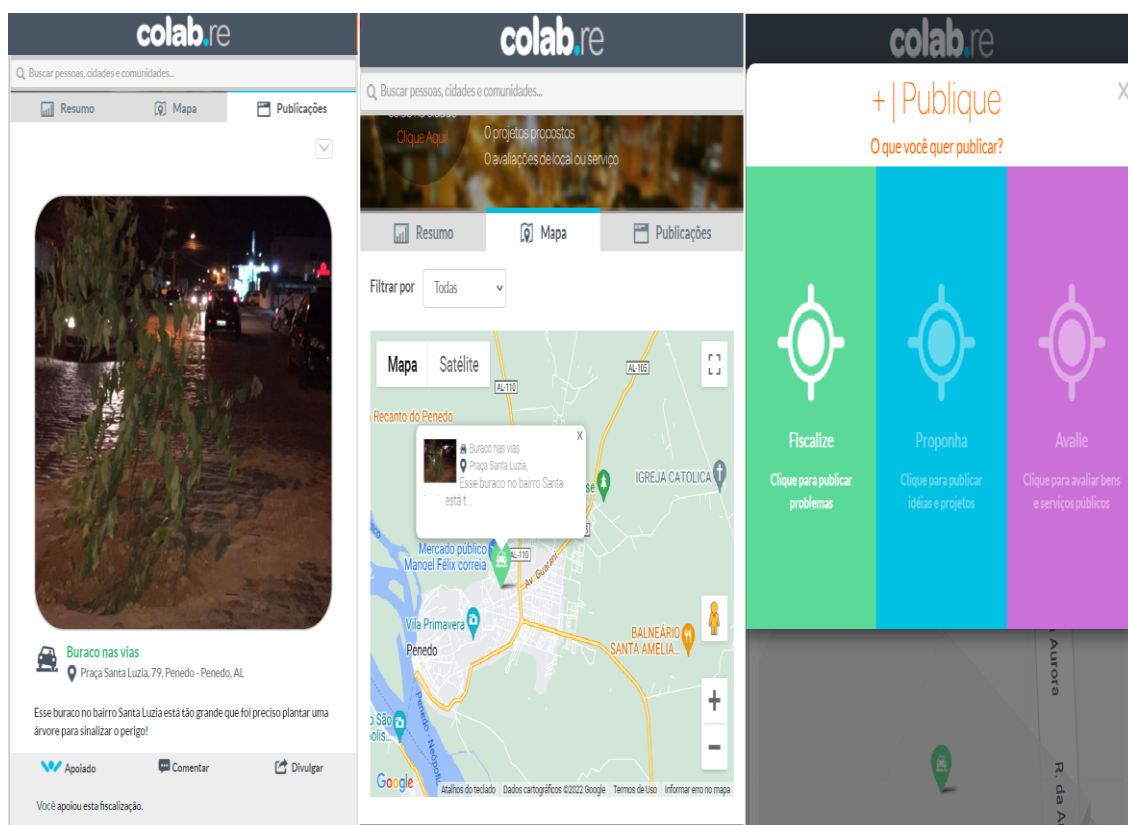 colab.re
Buscar pessoas, cidades e comunidades...
Resumo
Mapa
Publicações
Buraco nas vias
Praça Santa Luzia, 79, Penedo - Penedo, AL
Esse buraco no bairro Santa Luzia está tão grande que foi preciso plantar uma
árvore para sinalizar o perigo!
Apoiado
Comentar
Divulgar
Você apoiou esta fiscalização.
colab.re
Buscar pessoas, cidades e comunidades...
Clique Aqui!
0 projetos propostos
0 avaliações de local ou serviço
Resumo
Mapa
Publicações
Filtrar por
Todas
Mapa
Satélite
AL-110
AL-105
Recanto do Penedo
X
Buraco nas vias
Praça Santa Luzia,
Esse buraco no bairro Santa
está t...
IGREJA CATOLICA
Mercado público
Manoel Félix correia
AL-110
Av. Guarani
Vila Primavera
Penedo
BALNEÁRIO
SANTA AMELIA...
Penedo - Neópolis
Google
Atalhos do teclado
Dados cartográficos ©2022 Google
Termos de Uso
Informar erro no mapa
colab.re
X
+ | Publique
O que você quer publicar?
Fiscalize
Clique para publicar
problemas
Proponha
Clique para publicar
idéias e projetos
Avalie
Clique para avaliar bens
e serviços públicos
Aurora
R. da